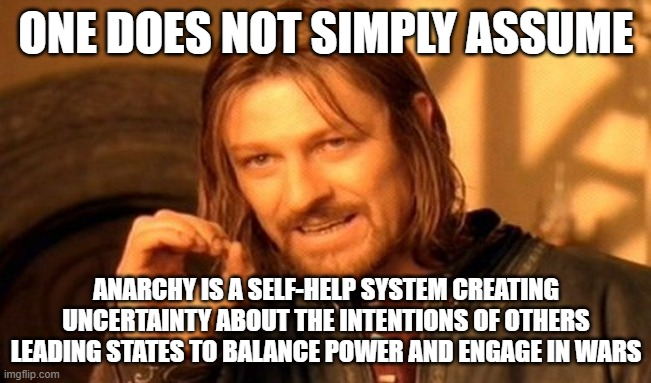 ONE DOES NOT SIMPLY ASSUME
ANARCHY IS A SELF-HELP SYSTEM CREATING
UNCERTAINTY ABOUT THE INTENTIONS OF OTHERS
LEADING STATES TO BALANCE POWER AND ENGAGE IN WARS
imgflip.com